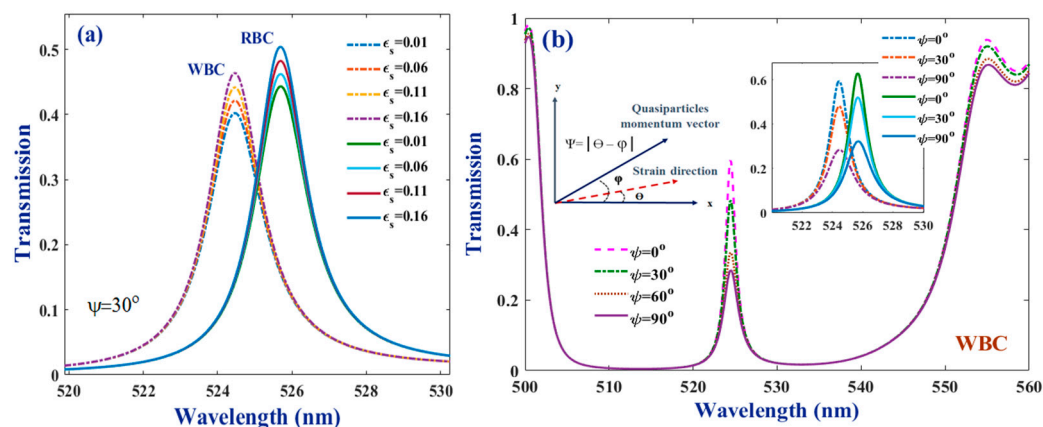 (a)
RBC
WBC
ϵs=0.01
ϵs=0.06
ϵs=0.11
ϵs=0.16
ϵs=0.01
ϵs=0.06
ϵs=0.11
ϵs=0.16
ψ=30°
Transmission
0.5
0.4
0.3
0.2
0.1
0
520 522 524 526 528 530
Wavelength (nm)
(b)
Transmission
1
0.8
0.6
0.4
0.2
0
y
Quasiparticles
momentum vector
Ψ=|Θ-φ|
Strain direction
φ
Θ
x
ψ=0°
ψ=30°
ψ=60°
ψ=90°
ψ=0°
ψ=30°
ψ=90°
ψ=0°
ψ=30°
ψ=90°
0.6
0.4
0.2
0
522 524 526 528 530
WBC
500 510 520 530 540 550 560
Wavelength (nm)